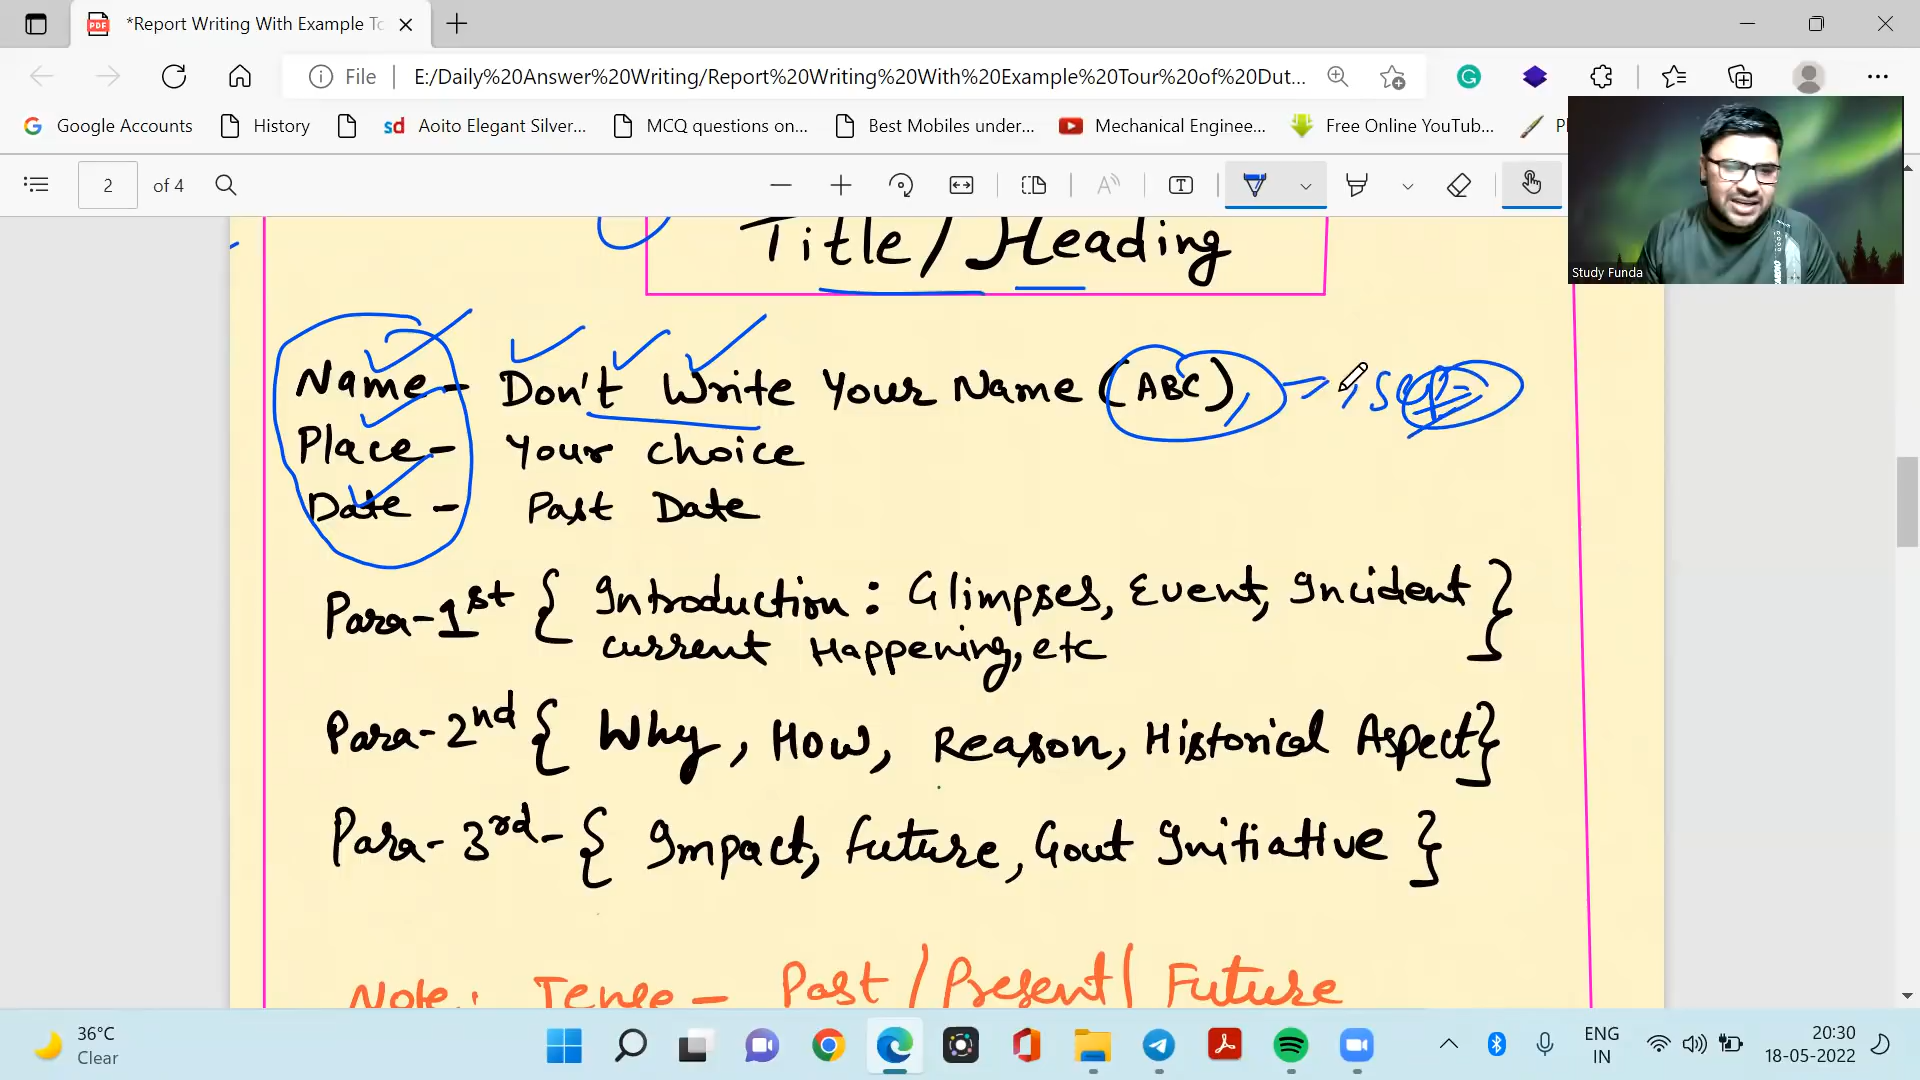 *Report Writing With Example To
File
E:/Daily%20Answer%20Writing/Report%20Writing%20With%20Example%20Tour%20of%20Dut...
Google Accounts
History
sd Aoito Elegant Silver...
MCQ questions on...
Best Mobiles under...
Mechanical Enginee...
Free Online YouTub...
2 of 4
Study Funda
Title/Heading
Name- Don't Write Your Name (ABC),
Place- Your choice
Date - Past Date
Para-1st { Introduction: Glimpses, Event, Incident
current Happening, etc }
Para-2nd { Why, How, Reason, Historical Aspect}
Para-3rd- { Impact, Future, Govt Initiative }
Note: Tense - Past / Present / Future
36°C
Clear
ENG
IN
20:30
18-05-2022